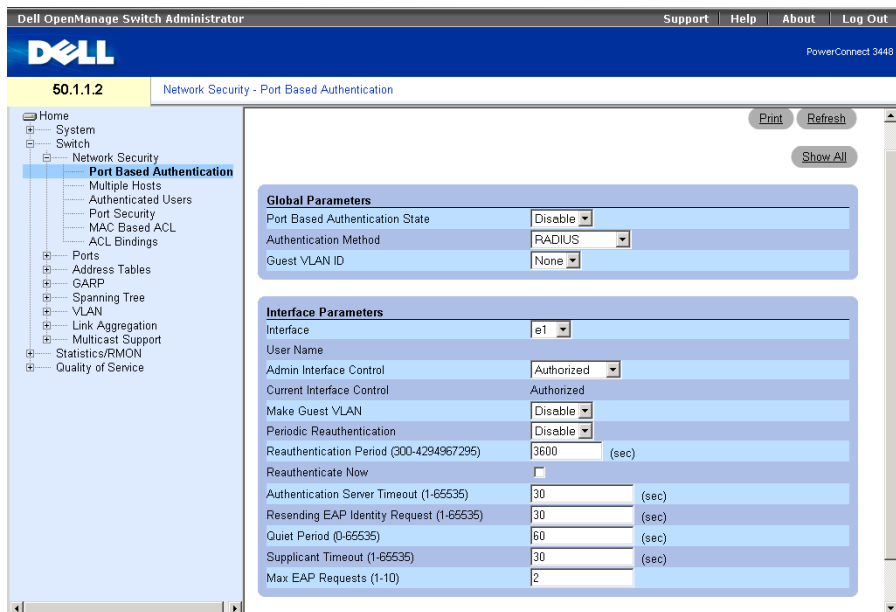 Dell OpenManage Switch Administrator
Support | Help | About | Log Out
DELL
PowerConnect 3448
50.1.1.2
Network Security - Port Based Authentication
Home
System
Switch
Network Security
Port Based Authentication
Multiple Hosts
Authenticated Users
Port Security
MAC Based ACL
ACL Bindings
Ports
Address Tables
GARP
Spanning Tree
VLAN
Link Aggregation
Multicast Support
Statistics/RMON
Quality of Service
Print Refresh
Show All
Global Parameters
Port Based Authentication State Disable
Authentication Method RADIUS
Guest VLAN ID None
Interface Parameters
Interface e1
User Name
Admin Interface Control Authorized
Current Interface Control Authorized
Make Guest VLAN Disable
Periodic Reauthentication Disable
Reauthentication Period (300-4294967295) 3600 (sec)
Reauthenticate Now
Authentication Server Timeout (1-65535) 30 (sec)
Resending EAP Identity Request (1-65535) 30 (sec)
Quiet Period (0-65535) 60 (sec)
Supplicant Timeout (1-65535) 30 (sec)
Max EAP Requests (1-10) 2